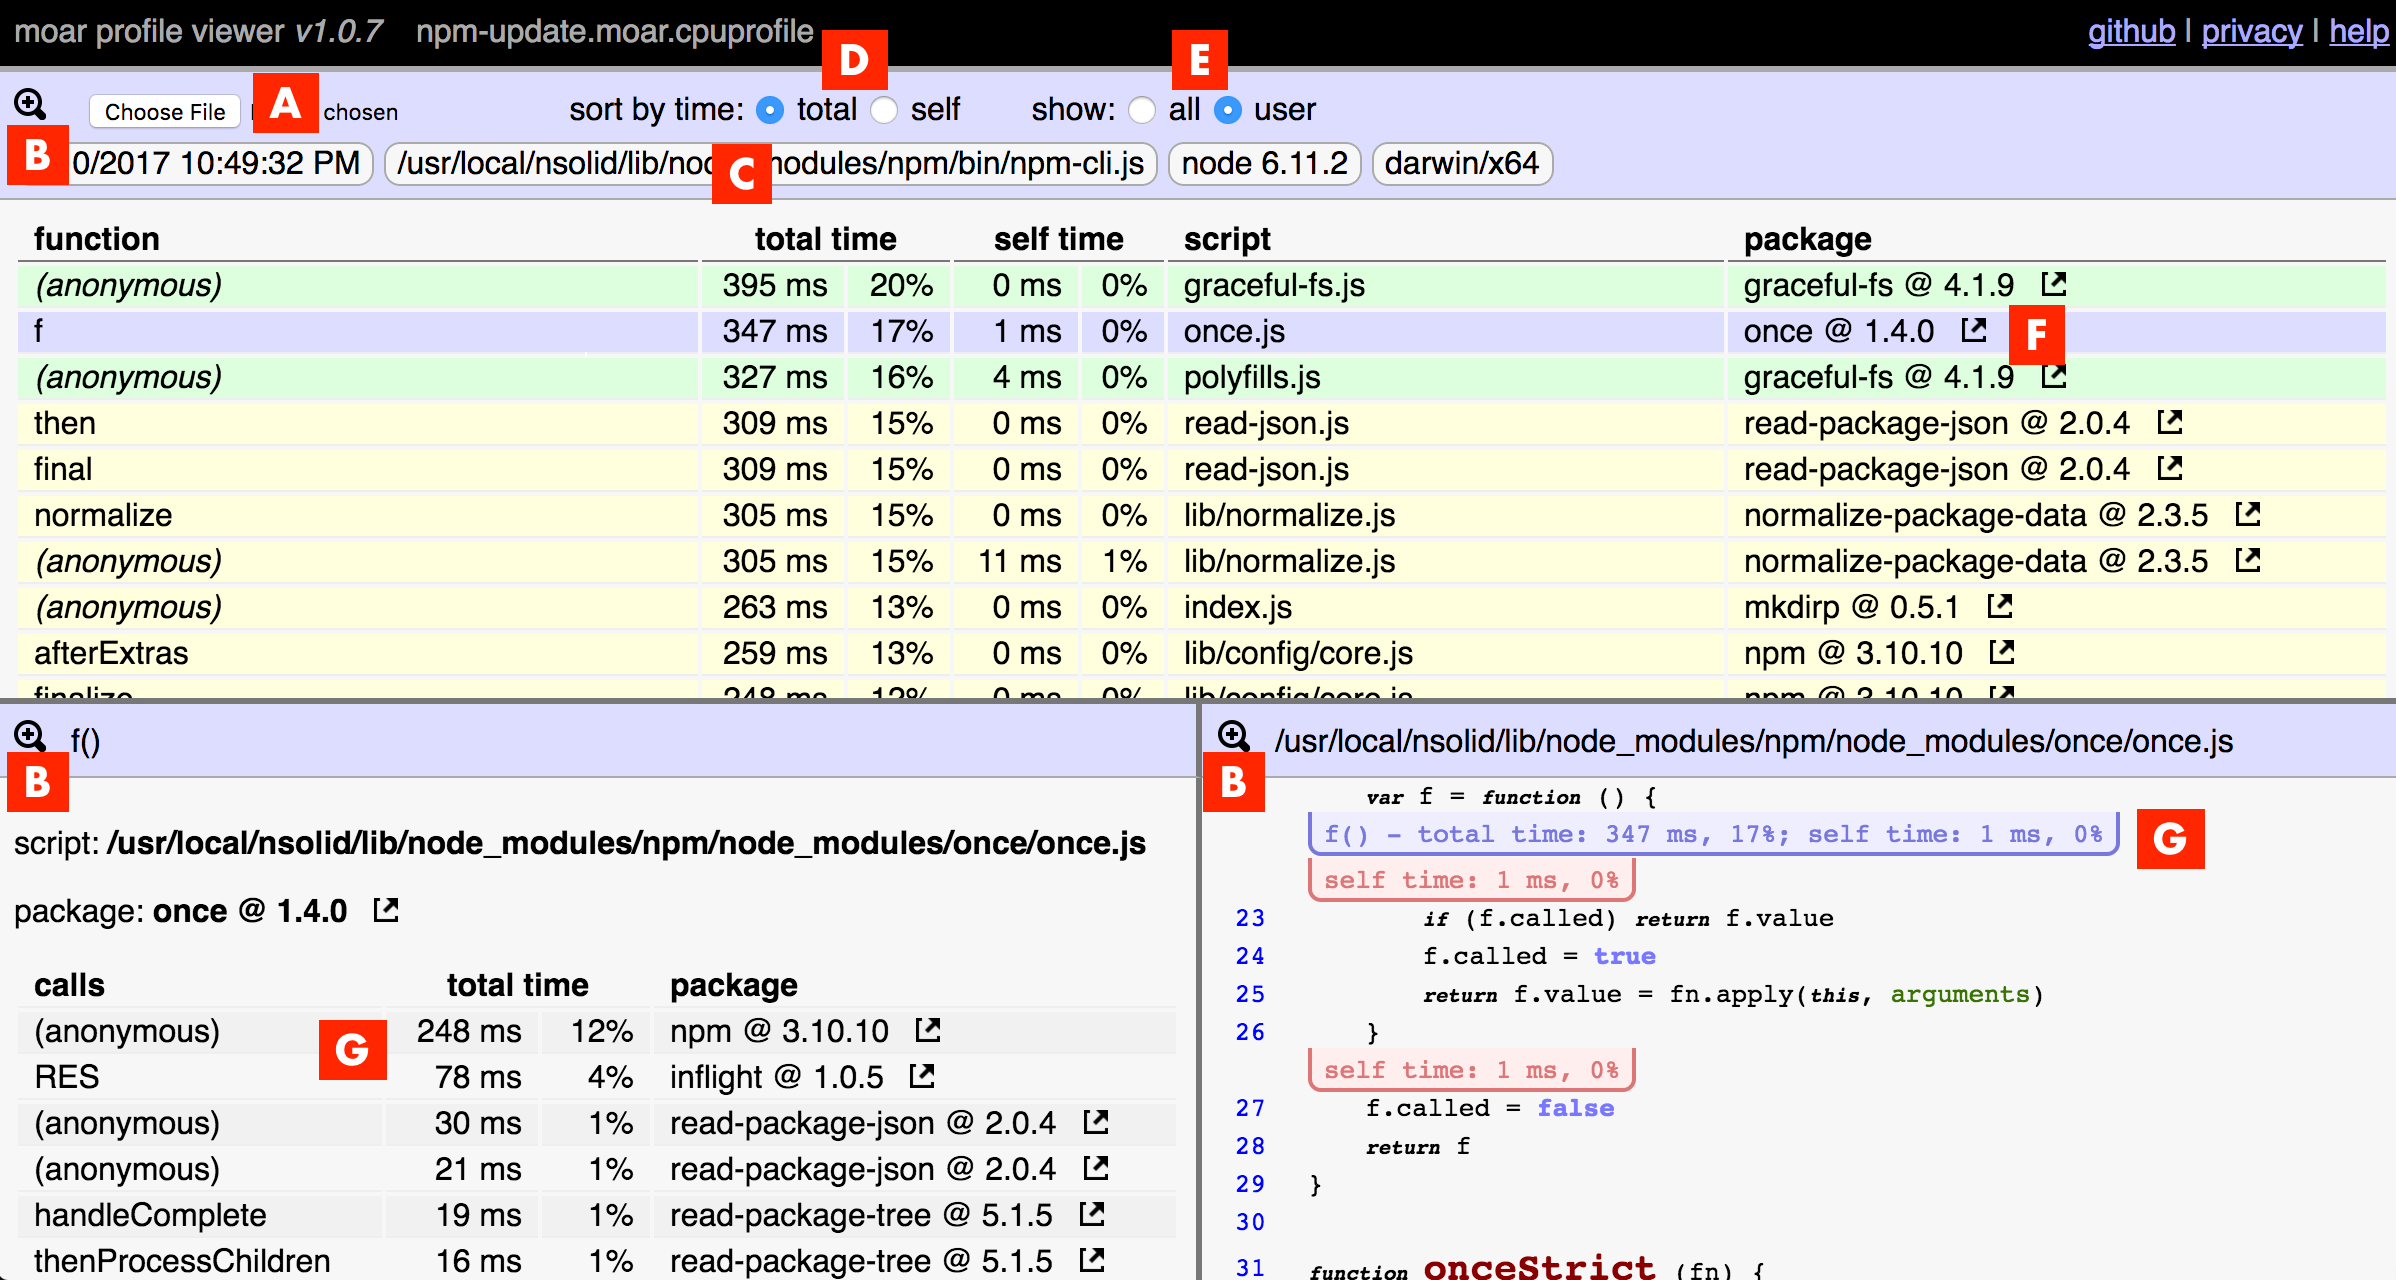 moar profile viewer v1.0.7 npm-update.moar.cpuprofile github | privacy | help
D E
Choose File A chosen sort by time: total self show: all user
B 0/2017 10:49:32 PM /usr/local/nsolid/lib/nod C modules/npm/bin/npm-cli.js node 6.11.2 darwin/x64
function total time self time script package
(anonymous) 395 ms 20% 0 ms 0% graceful-fs.js graceful-fs @ 4.1.9
f 347 ms 17% 1 ms 0% once.js once @ 1.4.0 F
(anonymous) 327 ms 16% 4 ms 0% polyfills.js graceful-fs @ 4.1.9
then 309 ms 15% 0 ms 0% read-json.js read-package-json @ 2.0.4
final 309 ms 15% 0 ms 0% read-json.js read-package-json @ 2.0.4
normalize 305 ms 15% 0 ms 0% lib/normalize.js normalize-package-data @ 2.3.5
(anonymous) 305 ms 15% 11 ms 1% lib/normalize.js normalize-package-data @ 2.3.5
(anonymous) 263 ms 13% 0 ms 0% index.js mkdirp @ 0.5.1
afterExtras 259 ms 13% 0 ms 0% lib/config/core.js npm @ 3.10.10
finalize 248 ms 12% 0 ms 0% lib/config/core.js npm @ 3.10.10
f()
B
script: /usr/local/nsolid/lib/node_modules/npm/node_modules/once/once.js
package: once @ 1.4.0
calls total time package
(anonymous) 248 ms 12% npm @ 3.10.10
G
RES 78 ms 4% inflight @ 1.0.5
(anonymous) 30 ms 1% read-package-json @ 2.0.4
(anonymous) 21 ms 1% read-package-json @ 2.0.4
handleComplete 19 ms 1% read-package-tree @ 5.1.5
thenProcessChildren 16 ms 1% read-package-tree @ 5.1.5
/usr/local/nsolid/lib/node_modules/npm/node_modules/once/once.js
B
var f = function () {
f() - total time: 347 ms, 17%; self time: 1 ms, 0% G
self time: 1 ms, 0%
23 if (f.called) return f.value
24 f.called = true
25 return f.value = fn.apply(this, arguments)
26 }
self time: 1 ms, 0%
27 f.called = false
28 return f
29 }
30
31 function onceStrict (fn) {